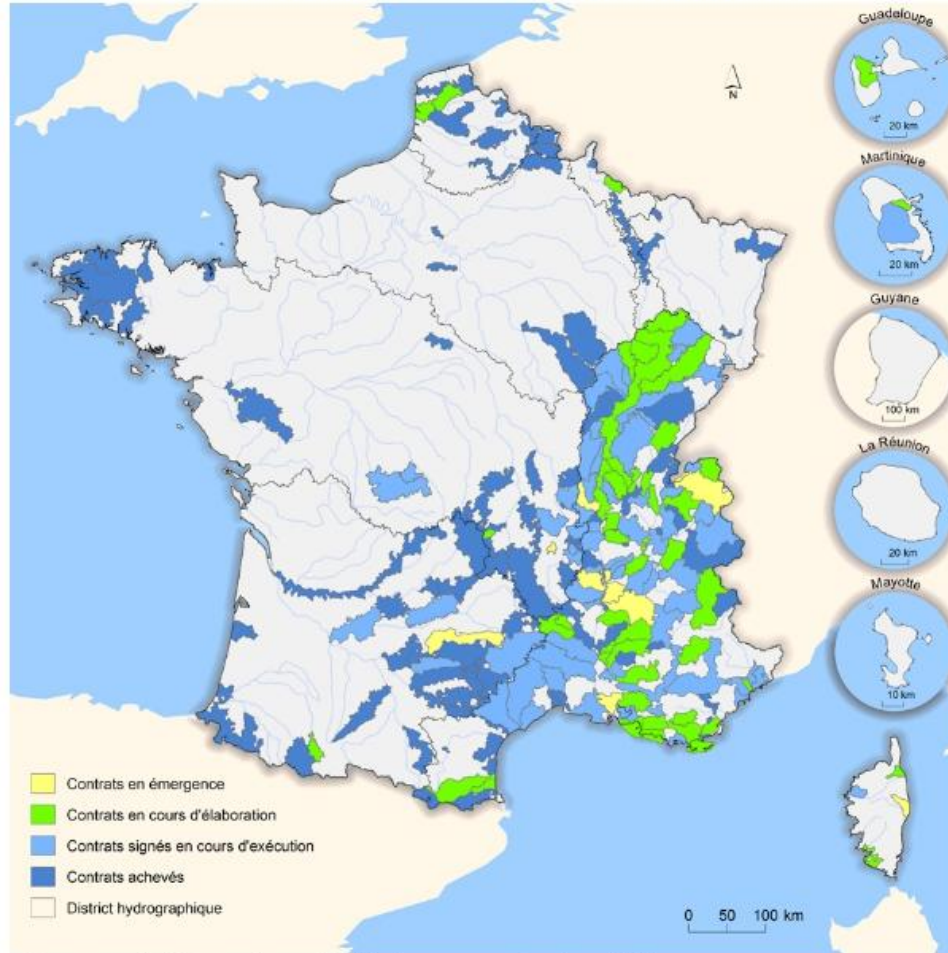 Guadeloupe
20 km
N
Martinique
20 km
Guyane
100 km
La Réunion
20 km
Mayotte
10 km
Contrats en émergence
Contrats en cours d'élaboration
Contrats signés en cours d'exécution
Contrats achevés
District hydrographique
0 50 100 km